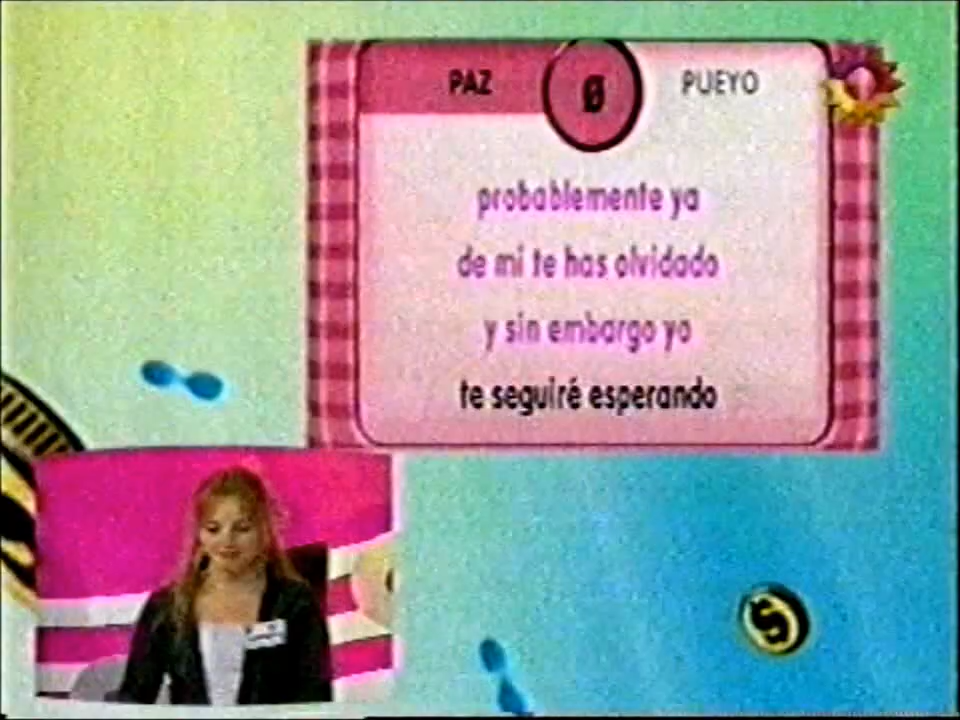 PAZ 0 PUEYO
probablemente ya
de mi te has olvidado
y sin embargo yo
te seguiré esperando
$